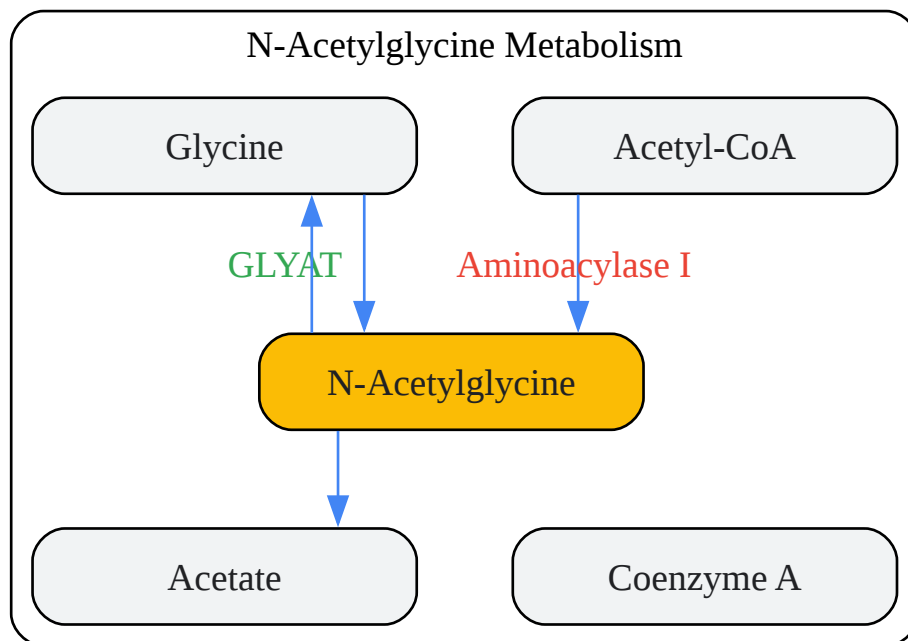 N-Acetylglycine Metabolism
Glycine
Acetyl-CoA
GLYAT
Aminoacylase I
N-Acetylglycine
Acetate
Coenzyme A